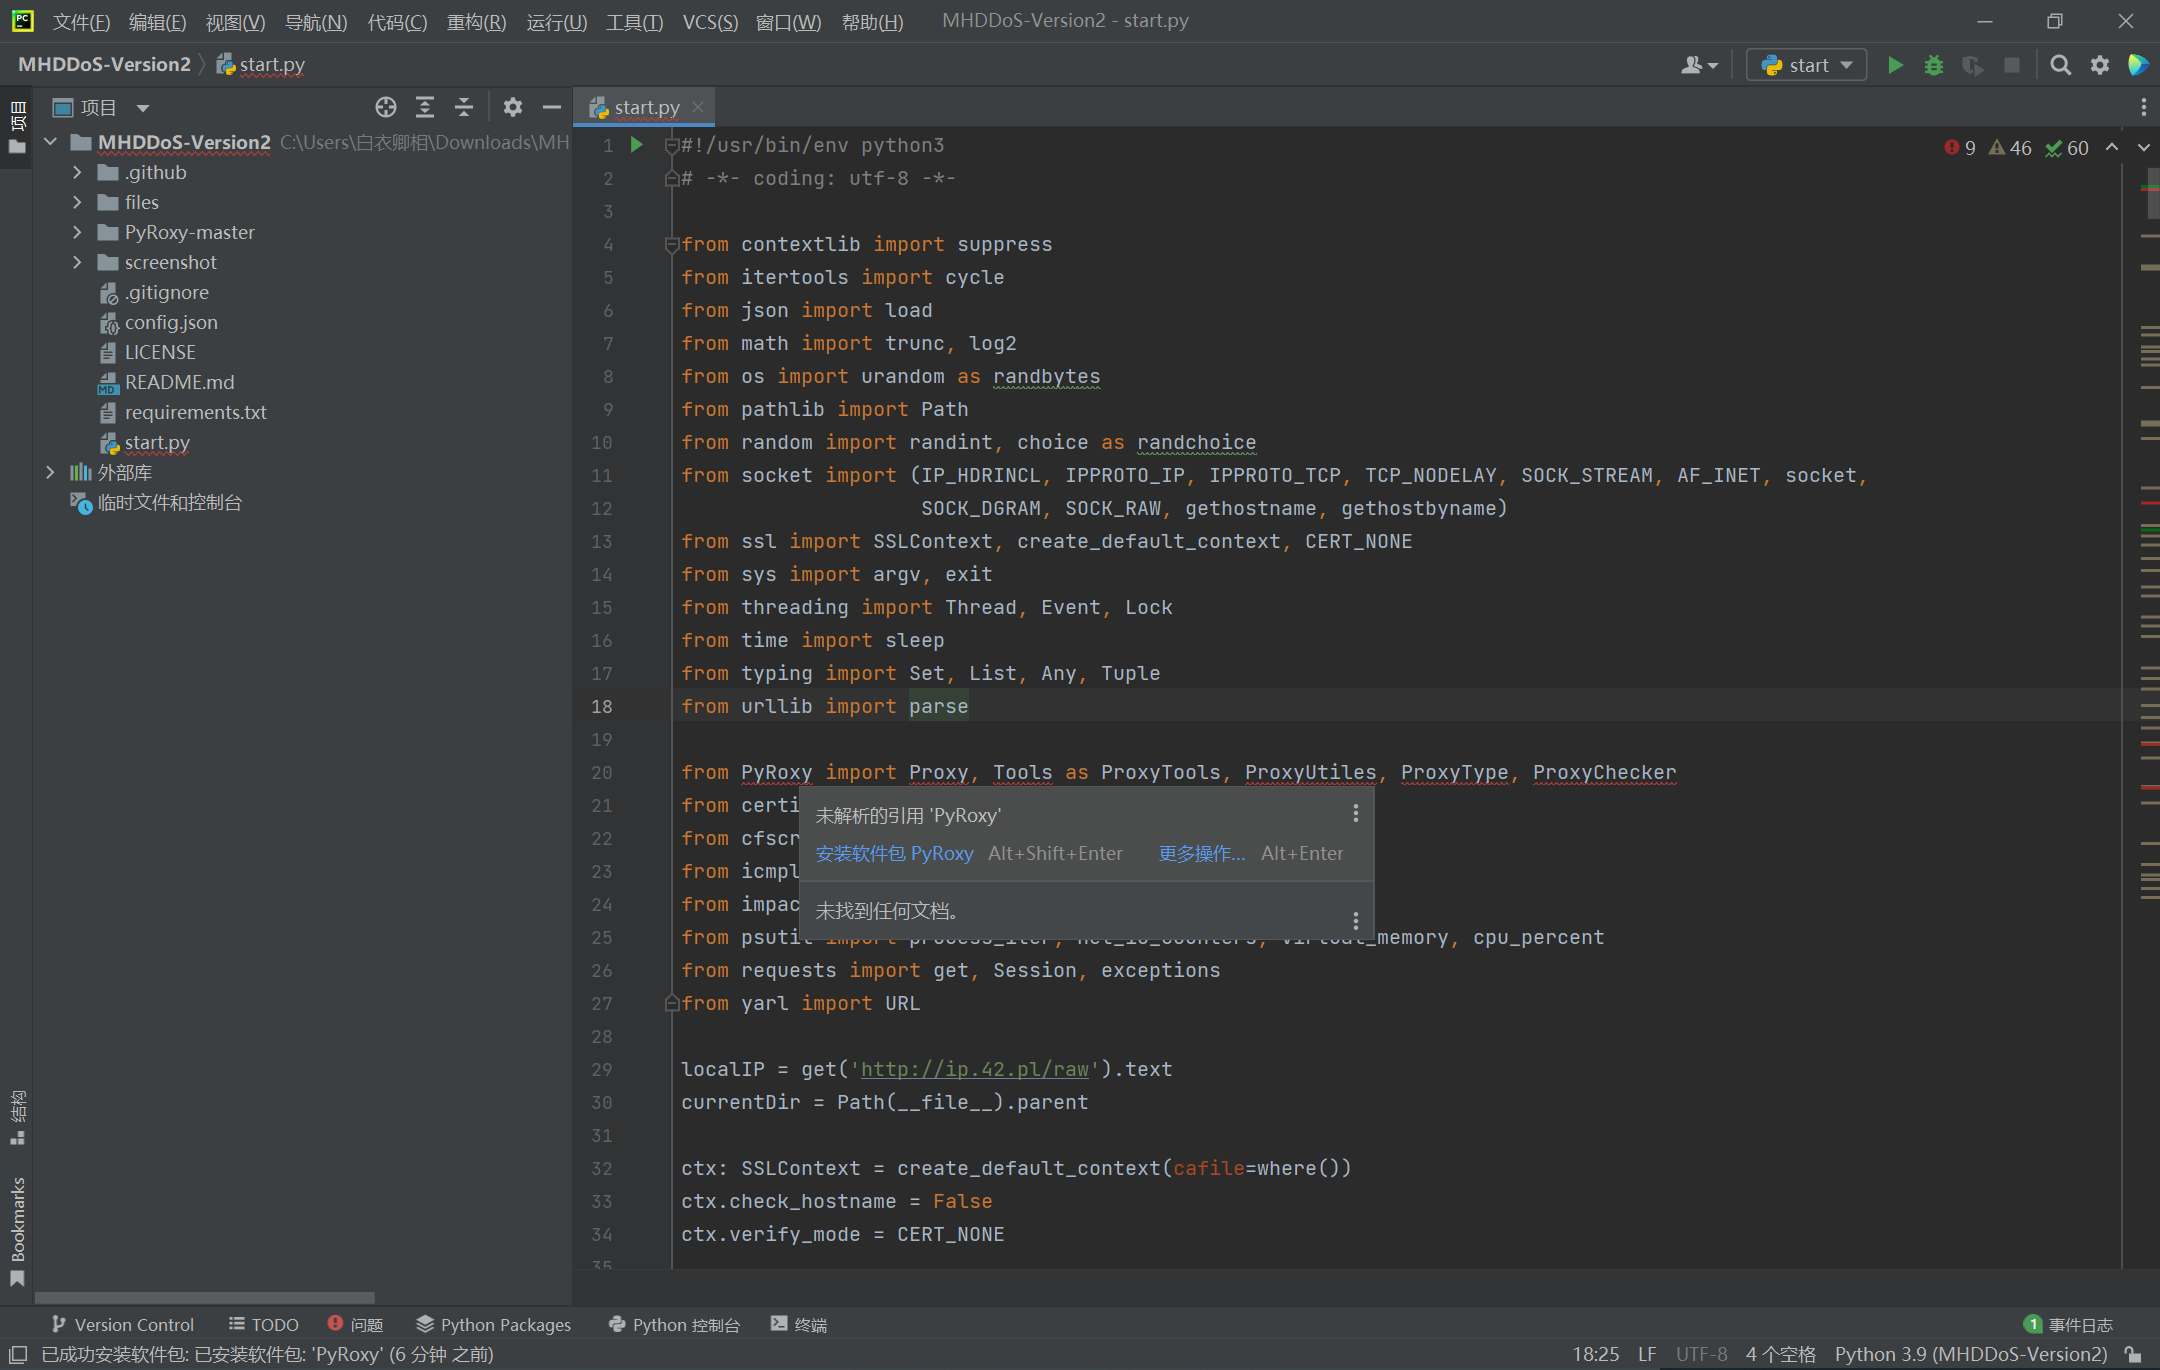 文件(F) 编辑(E) 视图(V) 导航(N) 代码(C) 重构(R) 运行(U) 工具(T) VCS(S) 窗口(W) 帮助(H) MHDDoS-Version2 - start.py
MHDDoS-Version2 start.py start
项目
项目
start.py
MHDDoS-Version2 C:\Users\白衣卿相\Downloads\MH
.github
files
PyRoxy-master
screenshot
.gitignore
config.json
LICENSE
README.md
requirements.txt
start.py
外部库
临时文件和控制台
9 46 60
1 #!/usr/bin/env python3
2 # -*- coding: utf-8 -*-
3
4 from contextlib import suppress
5 from itertools import cycle
6 from json import load
7 from math import trunc, log2
8 from os import urandom as randbytes
9 from pathlib import Path
10 from random import randint, choice as randchoice
11 from socket import (IP_HDRINCL, IPPROTO_IP, IPPROTO_TCP, TCP_NODELAY, SOCK_STREAM, AF_INET, socket,
12 SOCK_DGRAM, SOCK_RAW, gethostname, gethostbyname)
13 from ssl import SSLContext, create_default_context, CERT_NONE
14 from sys import argv, exit
15 from threading import Thread, Event, Lock
16 from time import sleep
17 from typing import Set, List, Any, Tuple
18 from urllib import parse
19
20 from PyRoxy import Proxy, Tools as ProxyTools, ProxyUtiles, ProxyType, ProxyChecker
21 from certi
22 from cfscr
23 from icmpl
24 from impac
25 from psutil import process_iter, net_io_counters, virtual_memory, cpu_percent
26 from requests import get, Session, exceptions
27 from yarl import URL
28
29 localIP = get('http://ip.42.pl/raw').text
30 currentDir = Path(__file__).parent
31
32 ctx: SSLContext = create_default_context(cafile=where())
33 ctx.check_hostname = False
34 ctx.verify_mode = CERT_NONE
35
未解析的引用 'PyRoxy'
安装软件包 PyRoxy Alt+Shift+Enter 更多操作... Alt+Enter
未找到任何文档。
结构
Bookmarks
Version Control TODO 问题 Python Packages Python 控制台 终端 1 事件日志
已成功安装软件包: 已安装软件包: 'PyRoxy' (6 分钟 之前) 18:25 LF UTF-8 4 个空格 Python 3.9 (MHDDoS-Version2)